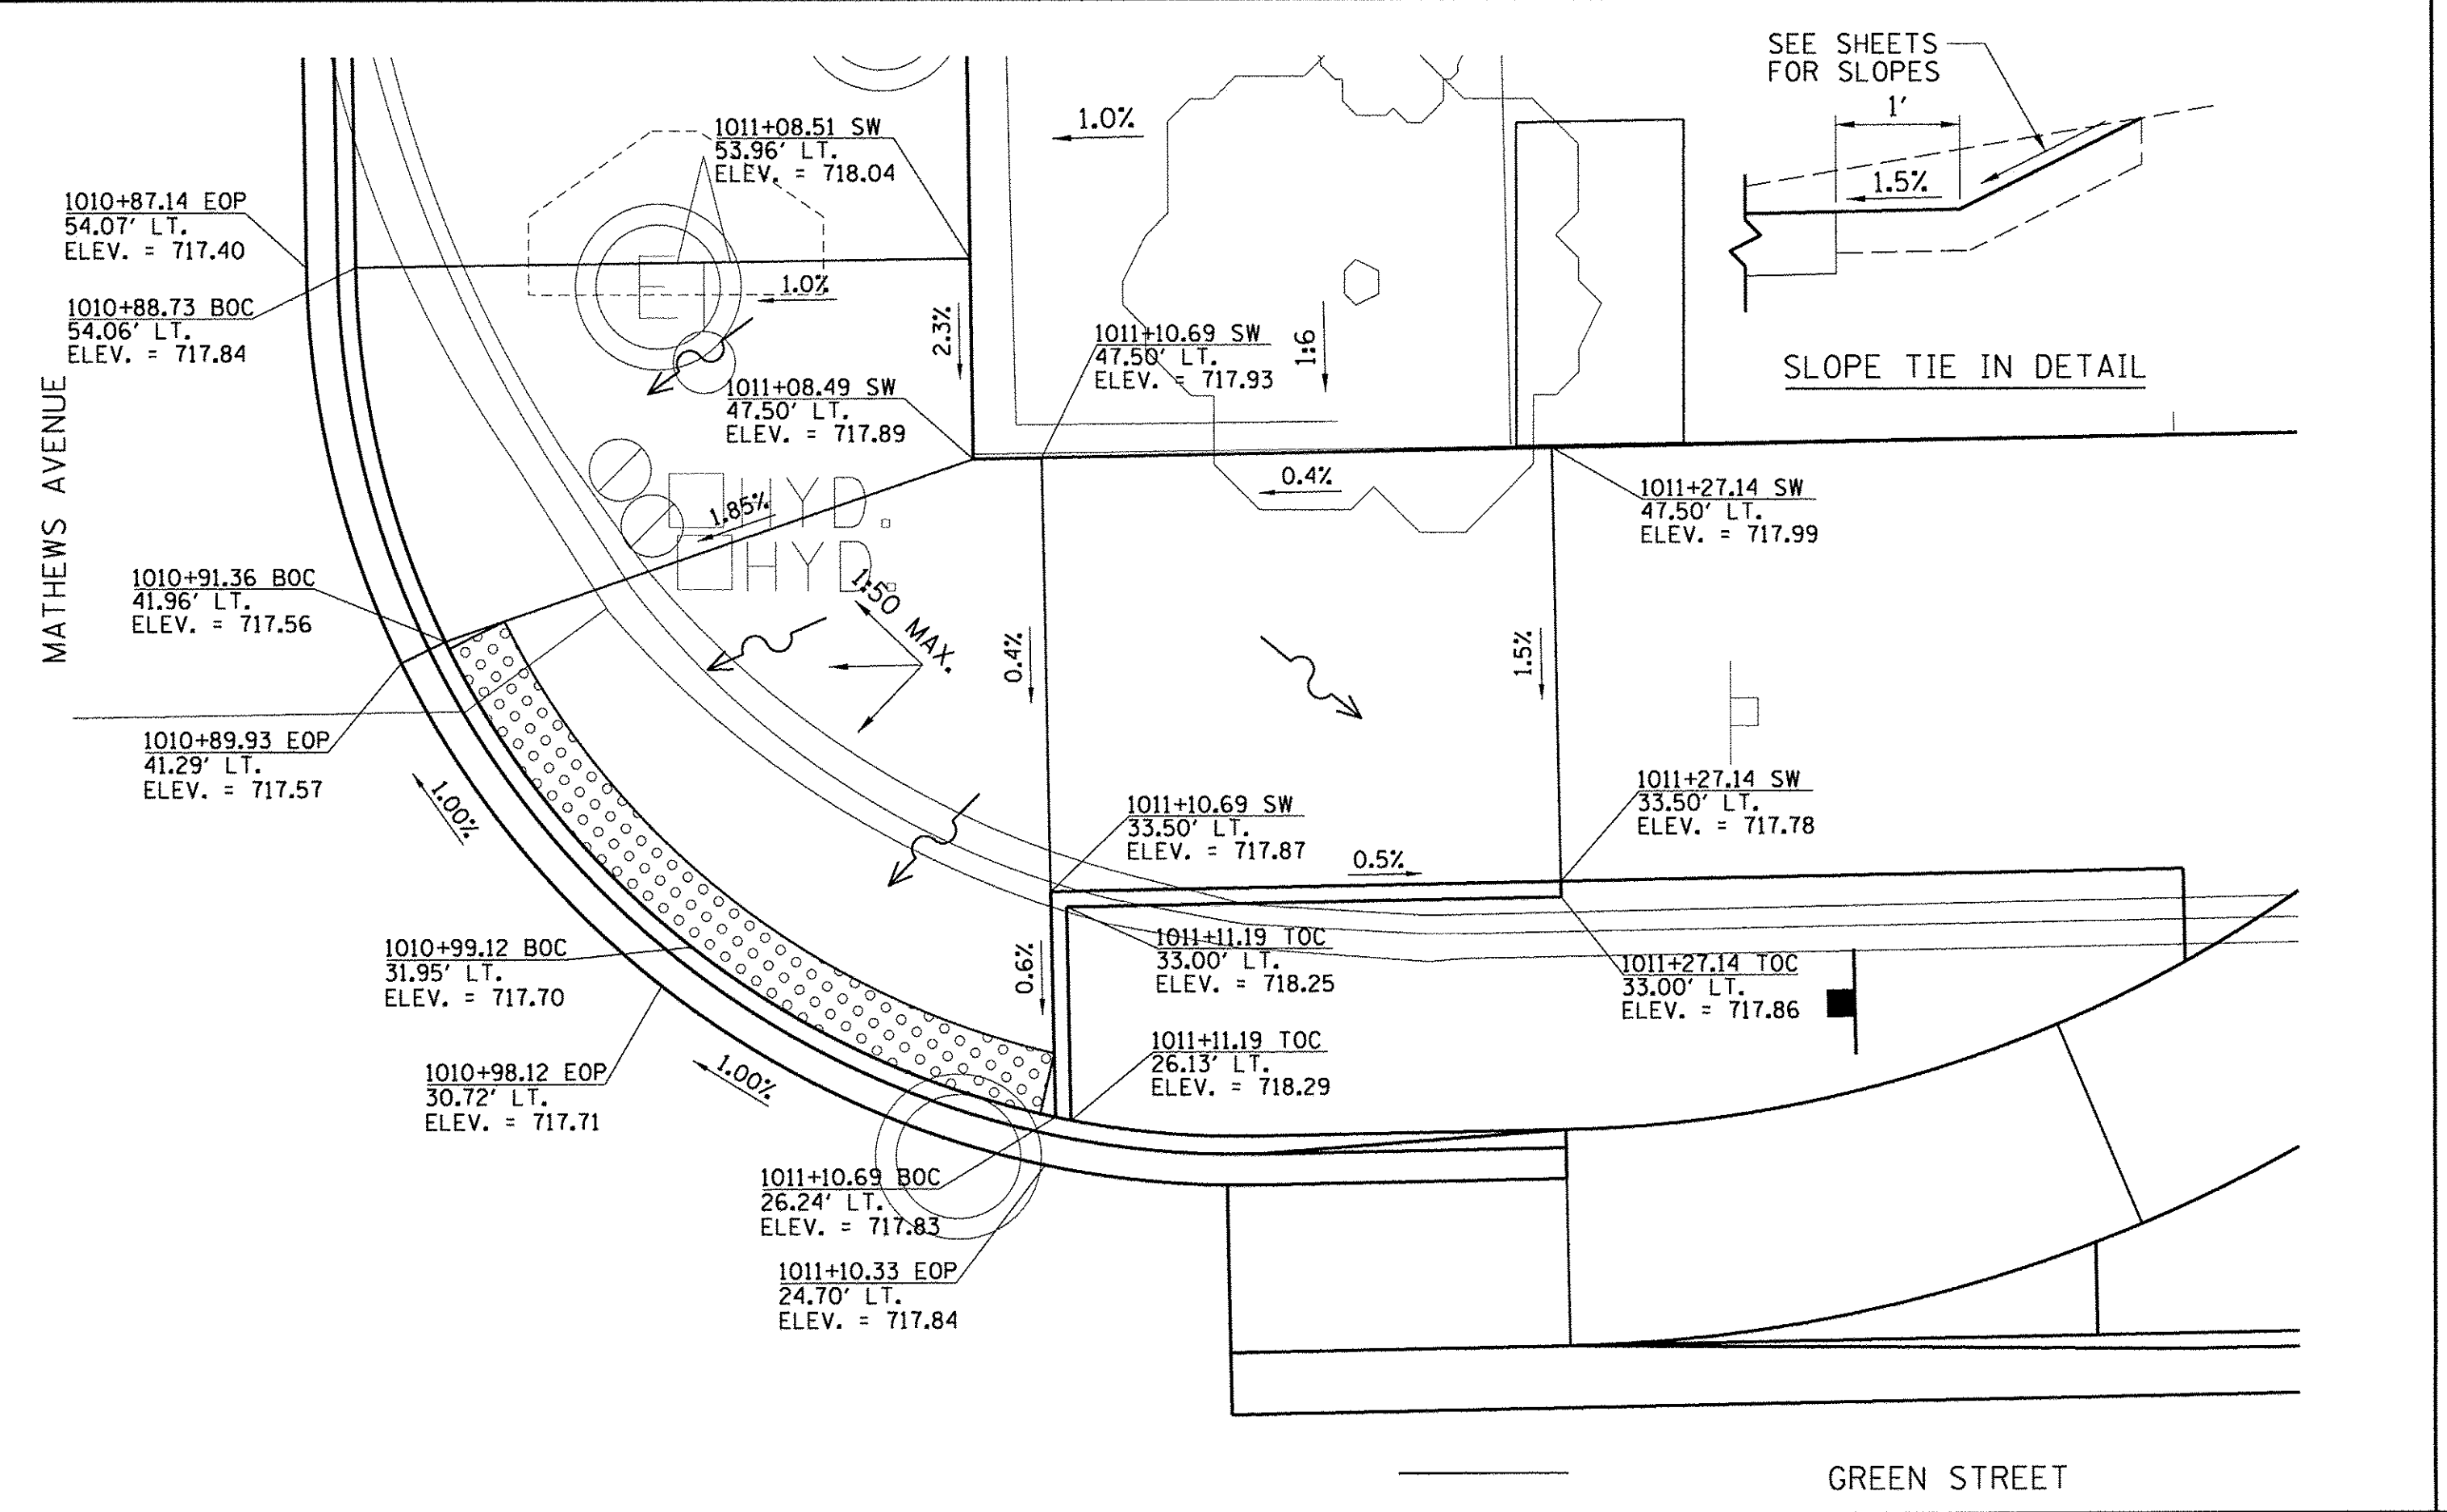 SEE SHEETS
FOR SLOPES
1'
1.5%
SLOPE TIE IN DETAIL
1011+08.51 SW
53.96' LT.
ELEV. = 718.04
1.0%
1010+87.14 EOP
54.07' LT.
ELEV. = 717.40
1010+88.73 BOC
54.06' LT.
ELEV. = 717.84
E
1.0%
2.3%
1011+10.69 SW
47.50' LT.
ELEV. = 717.93
1:6
1011+08.49 SW
47.50' LT.
ELEV. = 717.89
MATHEWS AVENUE
HYD.
HYD.
1.85%
0.4%
1011+27.14 SW
47.50' LT.
ELEV. = 717.99
1010+91.36 BOC
41.96' LT.
ELEV. = 717.56
1:50 MAX.
0.4%
1.5%
1010+89.93 EOP
41.29' LT.
ELEV. = 717.57
1.00%
1011+10.69 SW
33.50' LT.
ELEV. = 717.87
0.5%
1011+27.14 SW
33.50' LT.
ELEV. = 717.78
1010+99.12 BOC
31.95' LT.
ELEV. = 717.70
0.6%
1011+11.19 TOC
33.00' LT.
ELEV. = 718.25
1011+27.14 TOC
33.00' LT.
ELEV. = 717.86
1010+98.12 EOP
30.72' LT.
ELEV. = 717.71
1.00%
1011+11.19 TOC
26.13' LT.
ELEV. = 718.29
1011+10.69 BOC
26.24' LT.
ELEV. = 717.83
1011+10.33 EOP
24.70' LT.
ELEV. = 717.84
GREEN STREET